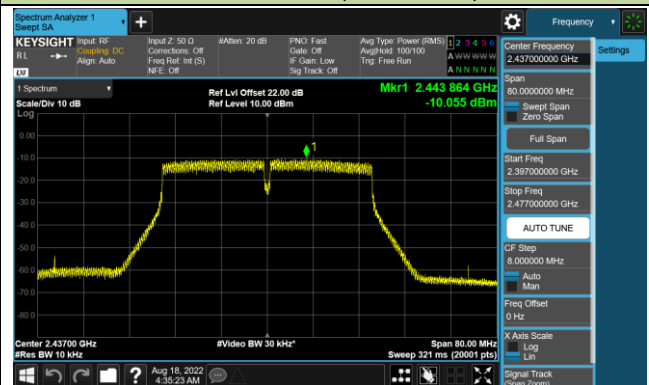 Spectrum Analyzer 1
Swept SA
Frequency
KEYSIGHT
RL
LXI
Input: RF
Coupling: DC
Align: Auto
Input Z: 50 Ω
Corrections: Off
Freq Ref: Int (S)
NFE: Off
#Atten: 20 dB
PNO: Fast
Gate: Off
IF Gain: Low
Sig Track: Off
Avg Type: Power (RMS)
Avg|Hold: 100/100
Trig: Free Run
1 2 3 4 5 6
A W W W W W
A N N N N N
Center Frequency
2.437000000 GHz
Settings
Span
80.0000000 MHz
Swept Span
Zero Span
Full Span
Start Freq
2.397000000 GHz
Stop Freq
2.477000000 GHz
AUTO TUNE
CF Step
8.000000 MHz
Auto
Man
Freq Offset
0 Hz
X Axis Scale
Log
Lin
Signal Track
(Span Zoom)
1 Spectrum
Scale/Div 10 dB
Log
Ref Lvl Offset 22.00 dB
Ref Level 10.00 dBm
Mkr1 2.443 864 GHz
-10.055 dBm
1
0.00
-10.0
-20.0
-30.0
-40.0
-50.0
-60.0
-70.0
-80.0
Center 2.43700 GHz
#Res BW 10 kHz
#Video BW 30 kHz*
Span 80.00 MHz
Sweep 321 ms (20001 pts)
?
Aug 18, 2022
4:35:23 AM